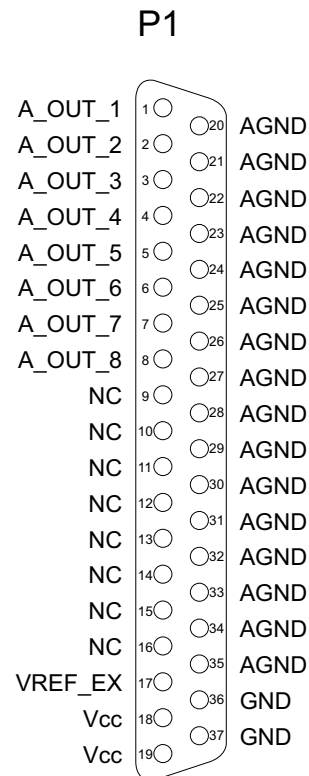 P1
A_OUT_1 1
20 AGND
A_OUT_2 2
21 AGND
A_OUT_3 3
22 AGND
A_OUT_4 4
23 AGND
A_OUT_5 5
24 AGND
A_OUT_6 6
25 AGND
A_OUT_7 7
26 AGND
A_OUT_8 8
27 AGND
NC 9
28 AGND
NC 10
29 AGND
NC 11
30 AGND
NC 12
31 AGND
NC 13
32 AGND
NC 14
33 AGND
NC 15
34 AGND
NC 16
35 AGND
VREF_EX 17
36 GND
Vcc 18
37 GND
Vcc 19